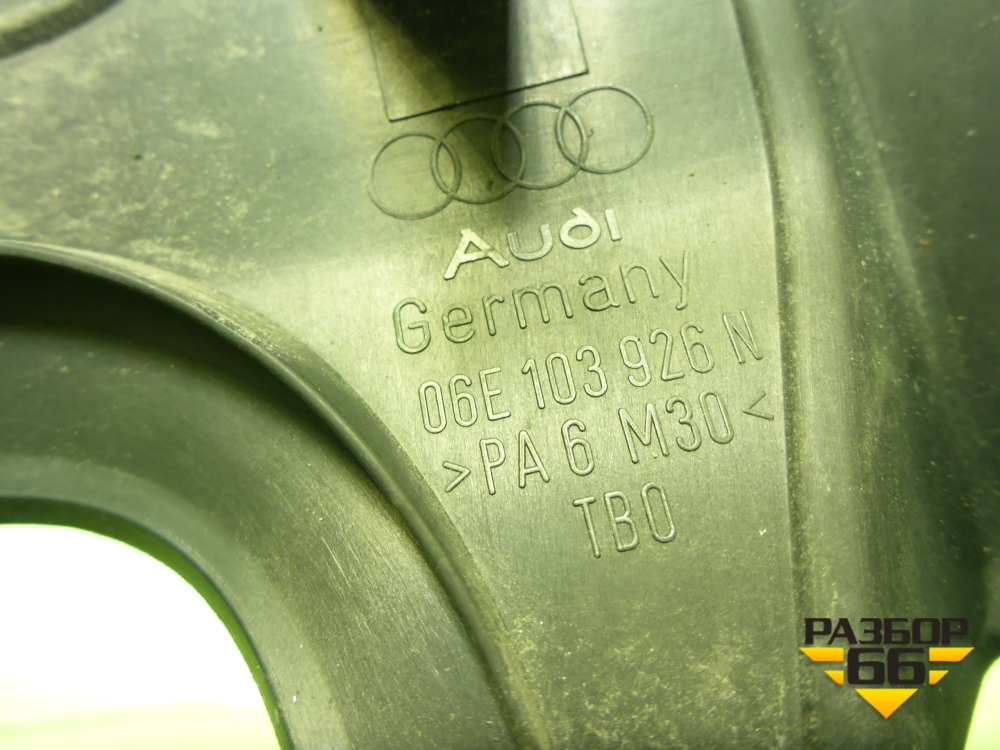 Audi
Germany
06E 103 926 N
>PA 6 M30<
TBO
РАЗБОР
66